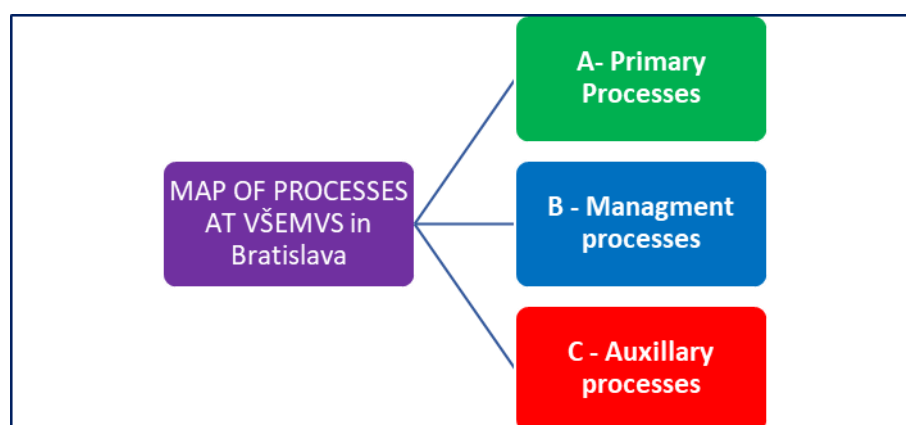 MAP OF PROCESSES
AT VŠEMVS in
Bratislava
A- Primary
Processes
B - Managment
processes
C - Auxillary
processes